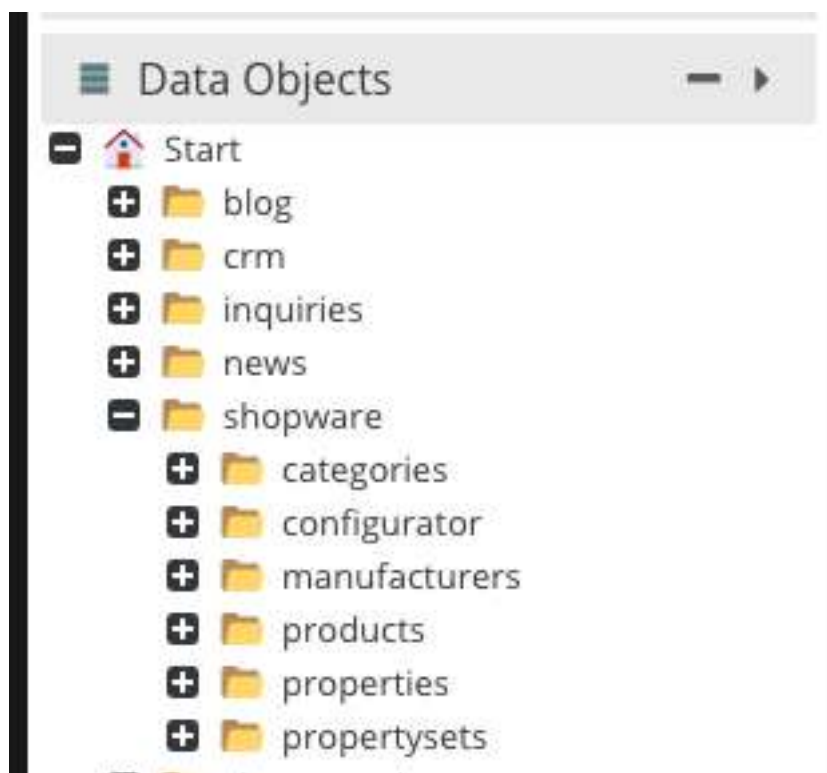 Data Objects
Start
blog
crm
inquiries
news
shopware
categories
configurator
manufacturers
products
properties
propertysets